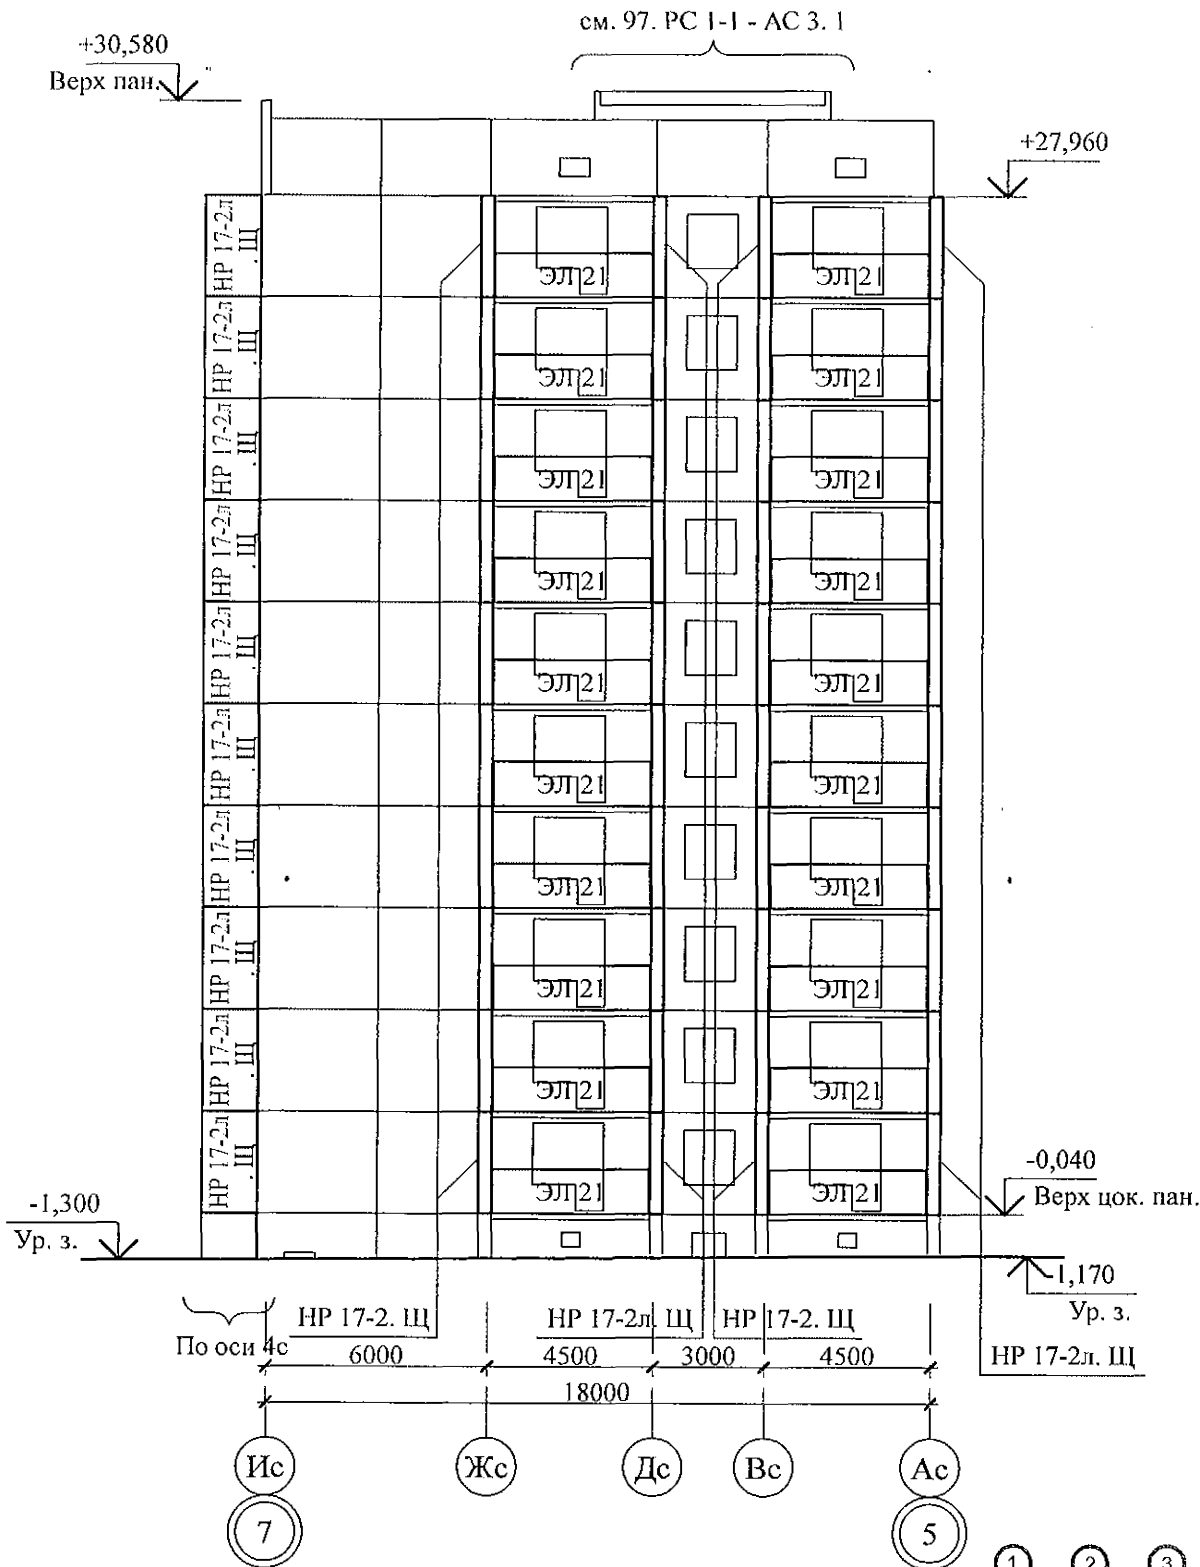 см. 97. РС 1-1 - АС 3. 1
+30,580
Верх пан.
+27,960
НР 17-2л
.Щ
ЭЛ 21
ЭЛ 21
НР 17-2л
.Щ
ЭЛ 21
ЭЛ 21
НР 17-2л
.Щ
ЭЛ 21
ЭЛ 21
НР 17-2л
.Щ
ЭЛ 21
ЭЛ 21
НР 17-2л
.Щ
ЭЛ 21
ЭЛ 21
НР 17-2л
.Щ
ЭЛ 21
ЭЛ 21
НР 17-2л
.Щ
ЭЛ 21
ЭЛ 21
НР 17-2л
.Щ
ЭЛ 21
ЭЛ 21
НР 17-2л
.Щ
ЭЛ 21
ЭЛ 21
НР 17-2л
.Щ
ЭЛ 21
ЭЛ 21
-0,040
Верх цок. пан.
-1,300
Ур. з.
-1,170
Ур. з.
НР 17-2. Щ
НР 17-2л. Щ
НР 17-2. Щ
НР 17-2л. Щ
По оси 4с
6000
4500
3000
4500
18000
Ис
Жс
Дс
Вс
Ас
7
5
1
2
3